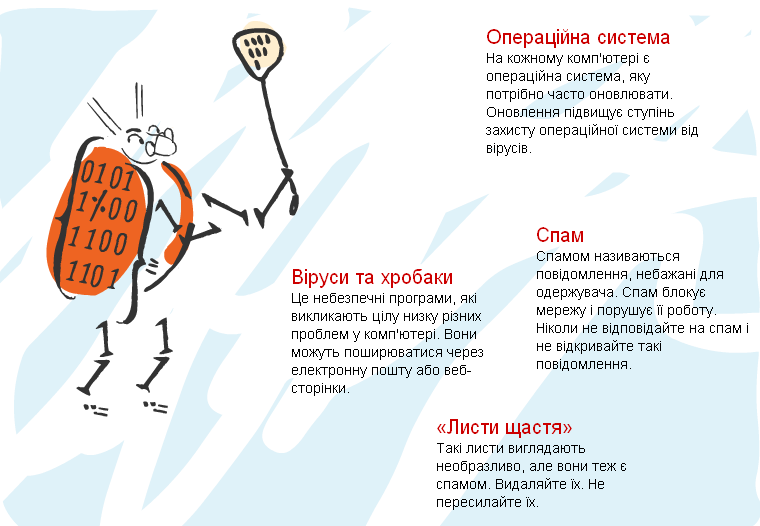 Операційна система
На кожному комп'ютері є
операційна система, яку
потрібно часто оновлювати.
Оновлення підвищує ступінь
захисту операційної системи від
вірусів.
0101
1%00
1100
1101
Спам
Спамом називаються
повідомлення, небажані для
одержувача. Спам блокує
мережу і порушує її роботу.
Ніколи не відповідайте на спам і
не відкривайте такі
повідомлення.
Віруси та хробаки
Це небезпечні програми, які
викликають цілу низку різних
проблем у комп'ютері. Вони
можуть поширюватися через
електронну пошту або веб-
сторінки.
«Листи щастя»
Такі листи виглядають
необразливо, але вони теж є
спамом. Видаляйте їх. Не
пересилайте їх.